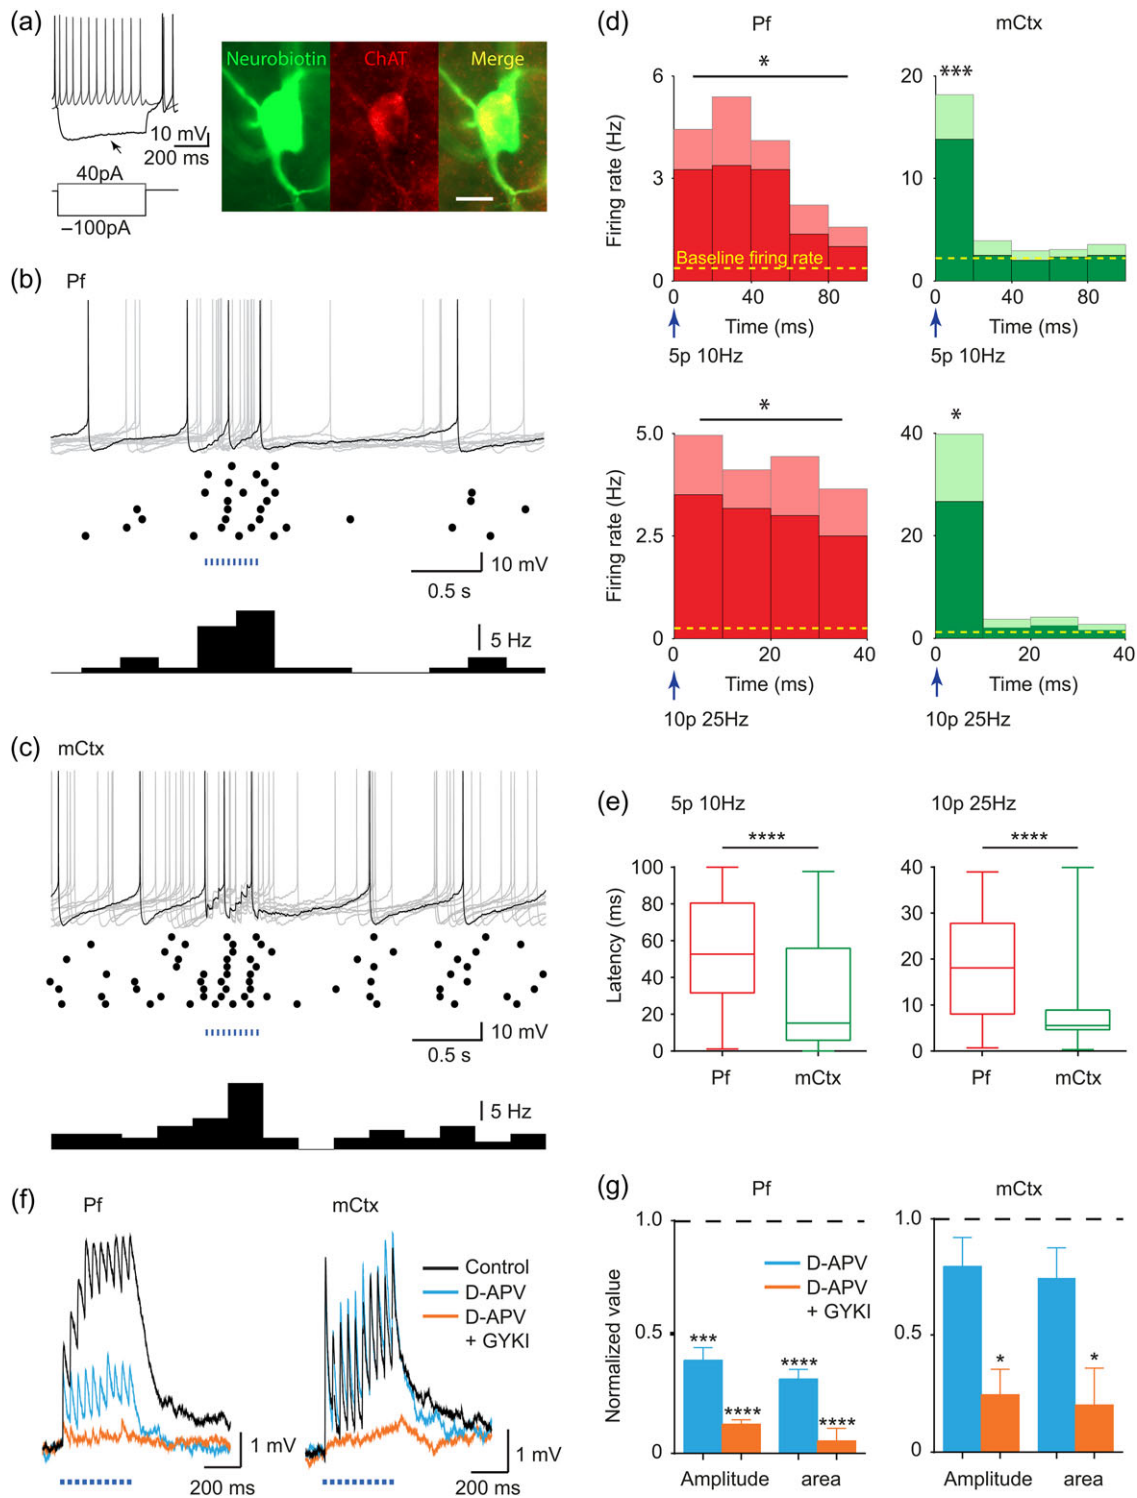 (a)
10 mV
200 ms
40pA
–100pA
Neurobiotin
ChAT
Merge
(b)
Pf
10 mV
0.5 s
5 Hz
(c)
mCtx
10 mV
0.5 s
5 Hz
(d)
Pf
mCtx
*
***
6
3
0
Firing rate (Hz)
Baseline firing rate
0
40
80
Time (ms)
5p 10Hz
20
10
0
0
40
80
Time (ms)
5p 10Hz
*
5.0
2.5
0
Firing rate (Hz)
0
20
40
Time (ms)
10p 25Hz
*
40
20
0
0
20
40
Time (ms)
10p 25Hz
(e)
5p 10Hz
10p 25Hz
****
****
Latency (ms)
100
80
60
40
20
0
Pf
mCtx
40
30
20
10
0
Pf
mCtx
(f)
Pf
mCtx
Control
D-APV
D-APV
+ GYKI
1 mV
200 ms
1 mV
200 ms
(g)
Pf
mCtx
Normalized value
1.0
0.5
0
D-APV
D-APV
+ GYKI
***
****
****
****
Amplitude
area
1.0
0.5
0
*
*
Amplitude
area